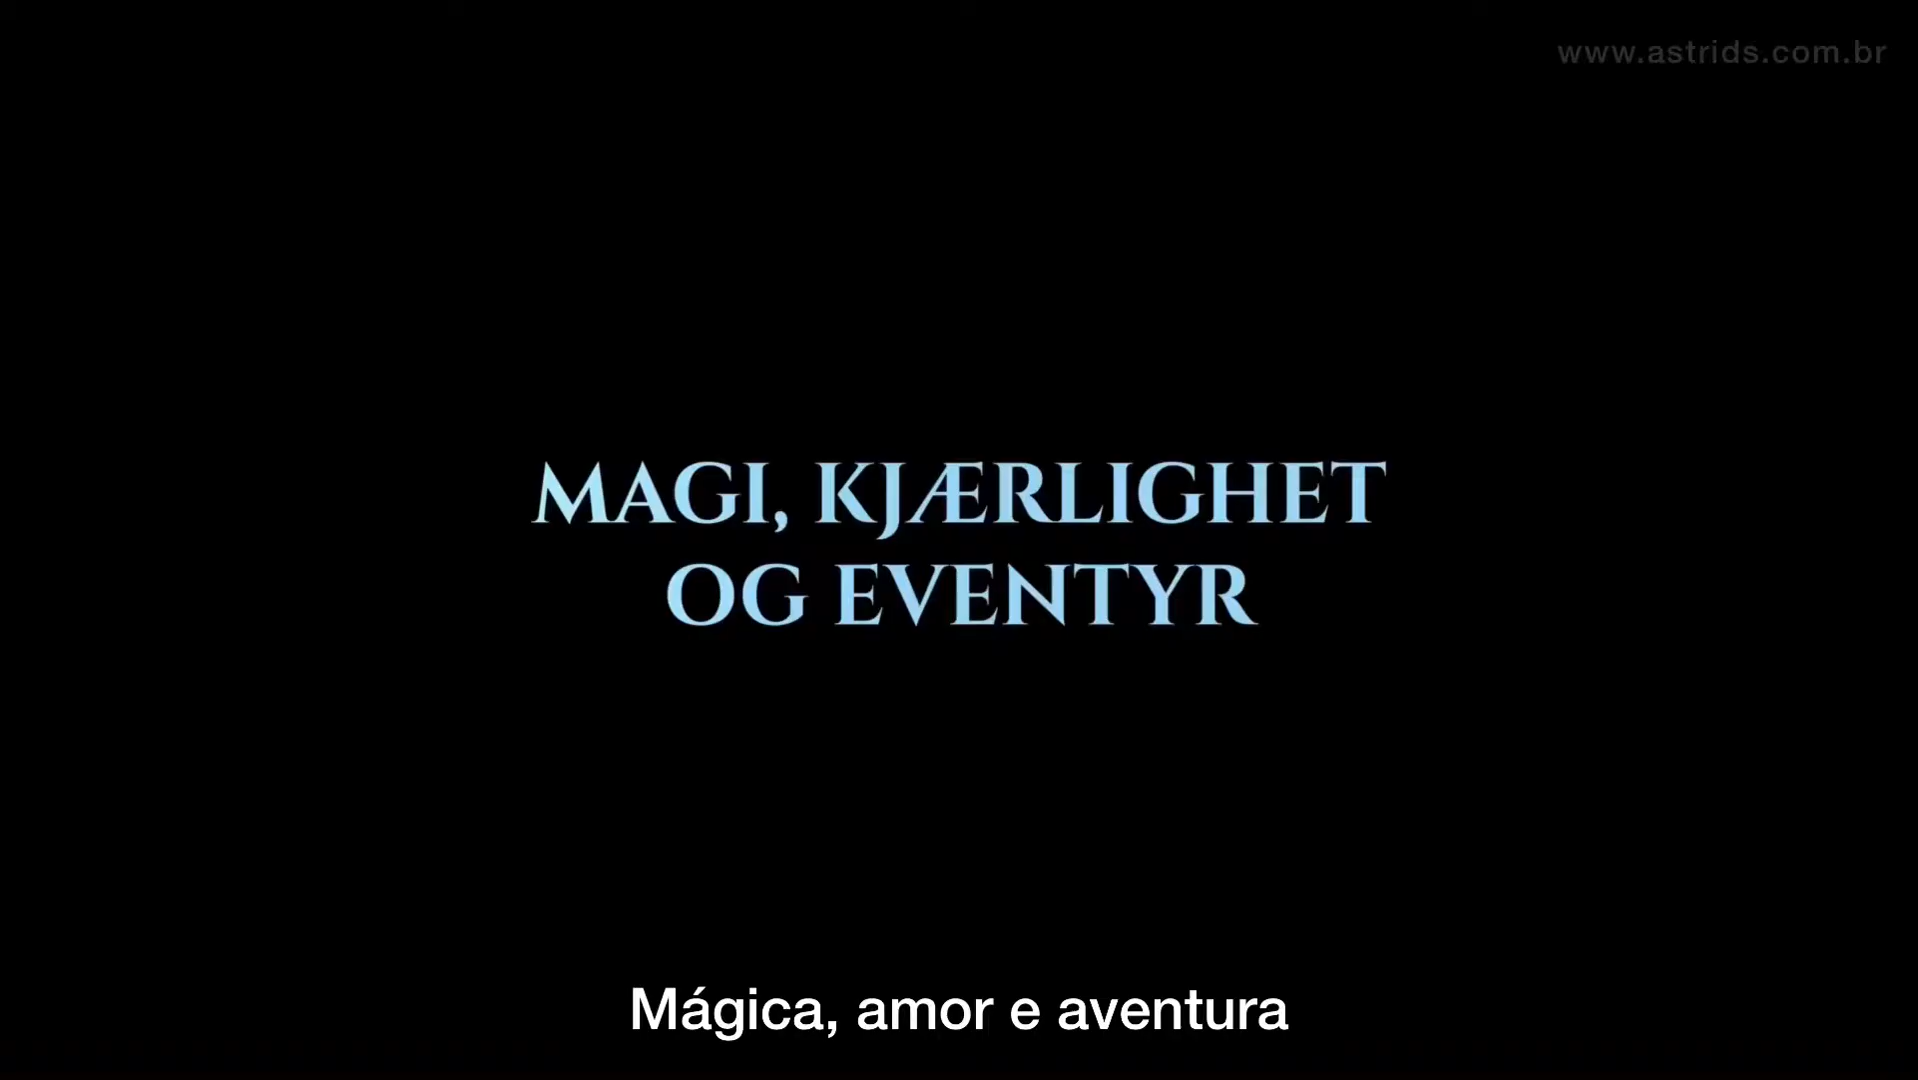 www.astrids.com.br
MAGI, KJÆRLIGHET
OG EVENTYR
Mágica, amor e aventura